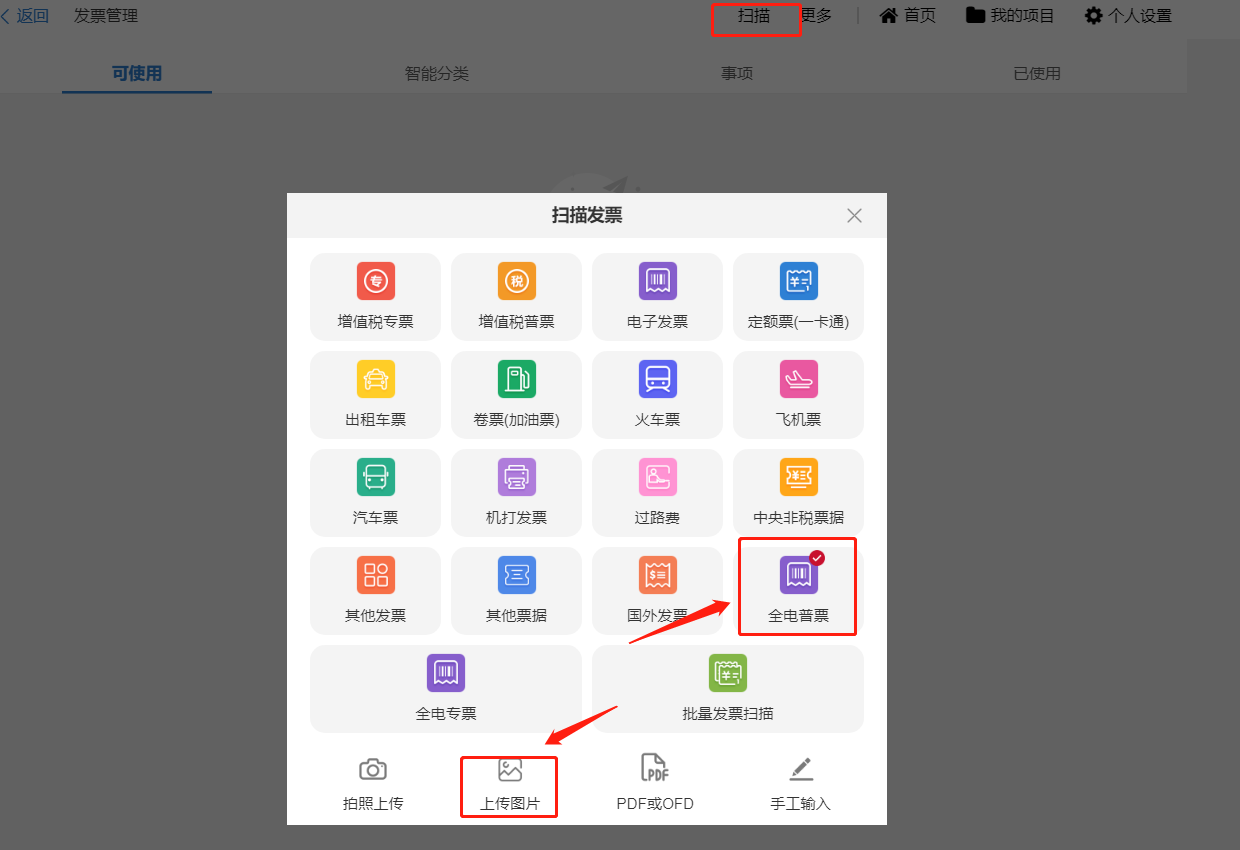 返回 发票管理 扫描 更多 首页 我的项目 个人设置
可使用 智能分类 事项 已使用
扫描发票
专 税
增值税专票 增值税普票 电子发票 定额票(一卡通)
出租车票 卷票(加油票) 火车票 飞机票
汽车票 机打发票 过路费 中央非税票据
其他发票 其他票据 国外发票 全电普票
全电专票 批量发票扫描
PDF
拍照上传 上传图片 PDF或OFD 手工输入